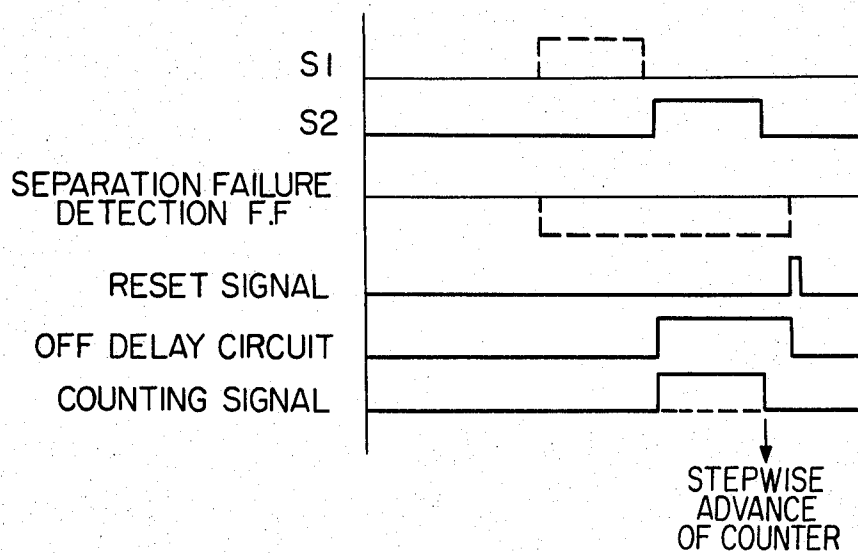 S1
S2
SEPARATION FAILURE
DETECTION F.F
RESET SIGNAL
OFF DELAY CIRCUIT
COUNTING SIGNAL
STEPWISE
ADVANCE
OF COUNTER